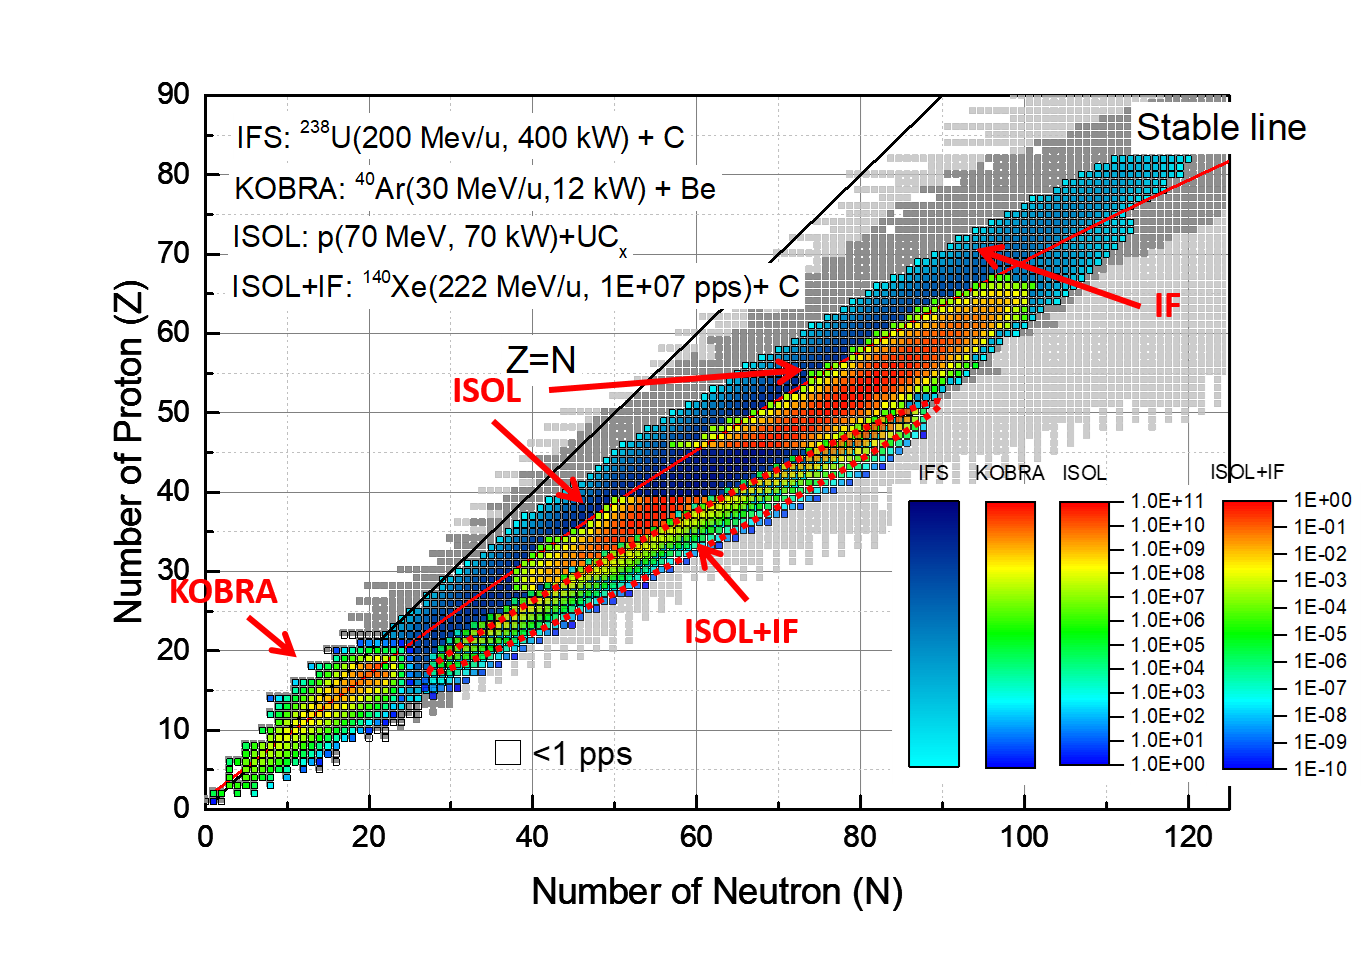 IFS: ²³⁸U(200 Mev/u, 400 kW) + C
KOBRA: ⁴⁰Ar(30 MeV/u,12 kW) + Be
ISOL: p(70 MeV, 70 kW)+UCₓ
ISOL+IF: ¹⁴⁰Xe(222 MeV/u, 1E+07 pps)+ C
Stable line
Z=N
ISOL
IF
KOBRA
ISOL+IF
<1 pps
Number of Proton (Z)
90
80
70
60
50
40
30
20
10
0
0 20 40 60 80 100 120
Number of Neutron (N)
IFS KOBRA ISOL ISOL+IF
1.0E+11
1.0E+10
1.0E+09
1.0E+08
1.0E+07
1.0E+06
1.0E+05
1.0E+04
1.0E+03
1.0E+02
1.0E+01
1.0E+00
1E+00
1E-01
1E-02
1E-03
1E-04
1E-05
1E-06
1E-07
1E-08
1E-09
1E-10